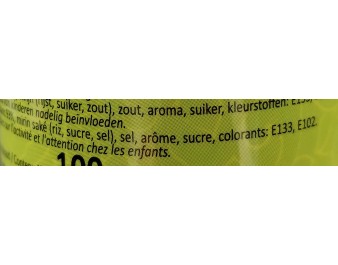 (rijst, suiker, zout), zout, aroma, suiker, kleurstoffen:
kinderen nadelig beïnvloeden.
mirin saké (riz, sucre, sel), sel, arôme, sucre, colorants: E133, E102.
sur l'activité et l'attention chez les enfants.
100